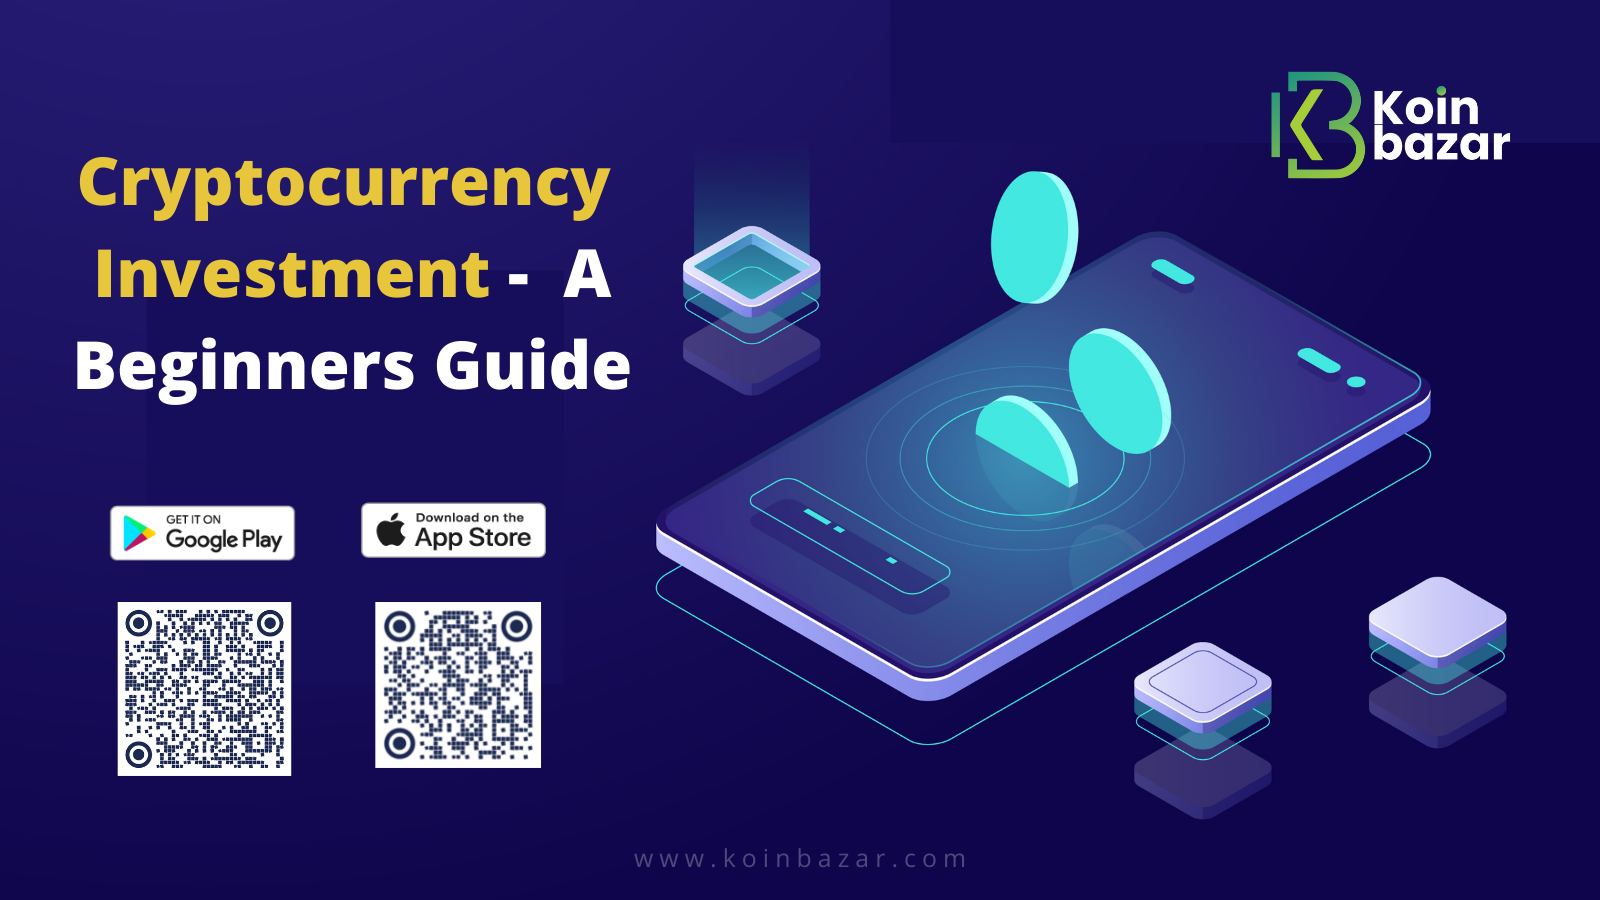 Koin
bazar
Cryptocurrency
Investment - A
Beginners Guide
GET IT ON
Google Play
Download on the
App Store
www.koinbazar.com